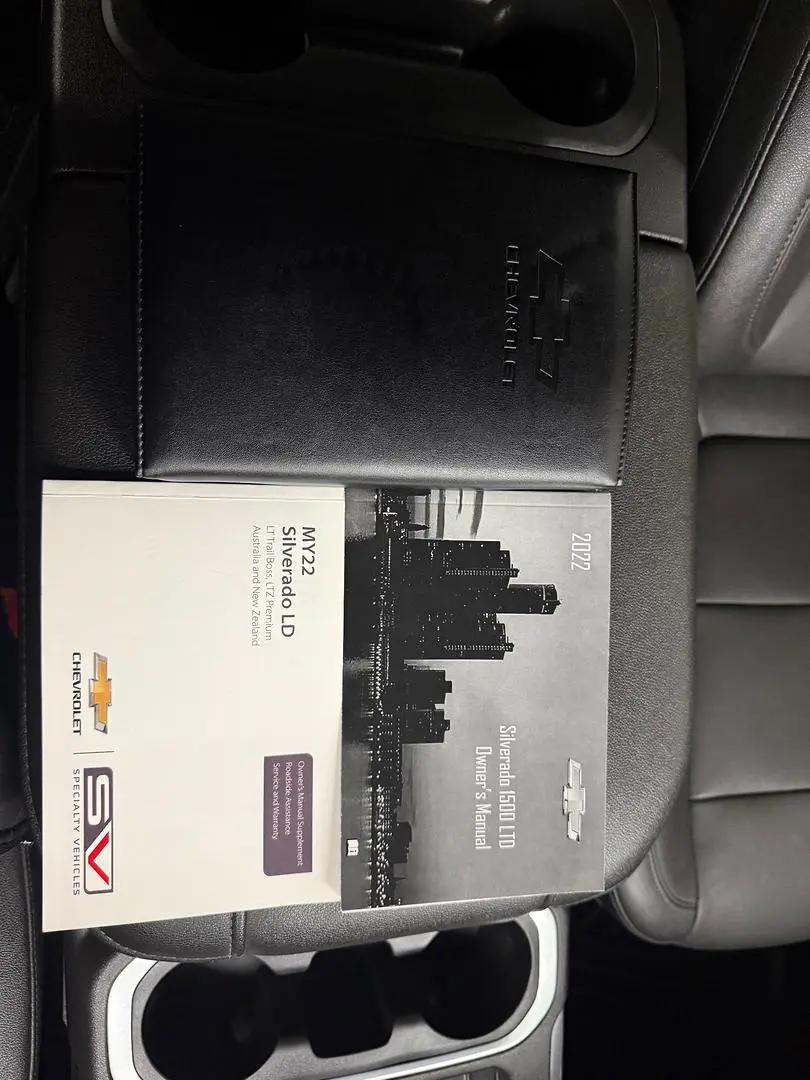 CHEVROLET
2022
Silverado 1500 LTD
Owner's Manual
MY22
Silverado LD
LT Trail Boss, LTZ Premium
Australia and New Zealand
Owner's Manual Supplement
Roadside Assistance
Service and Warranty
CHEVROLET
SV
SPECIALTY VEHICLES